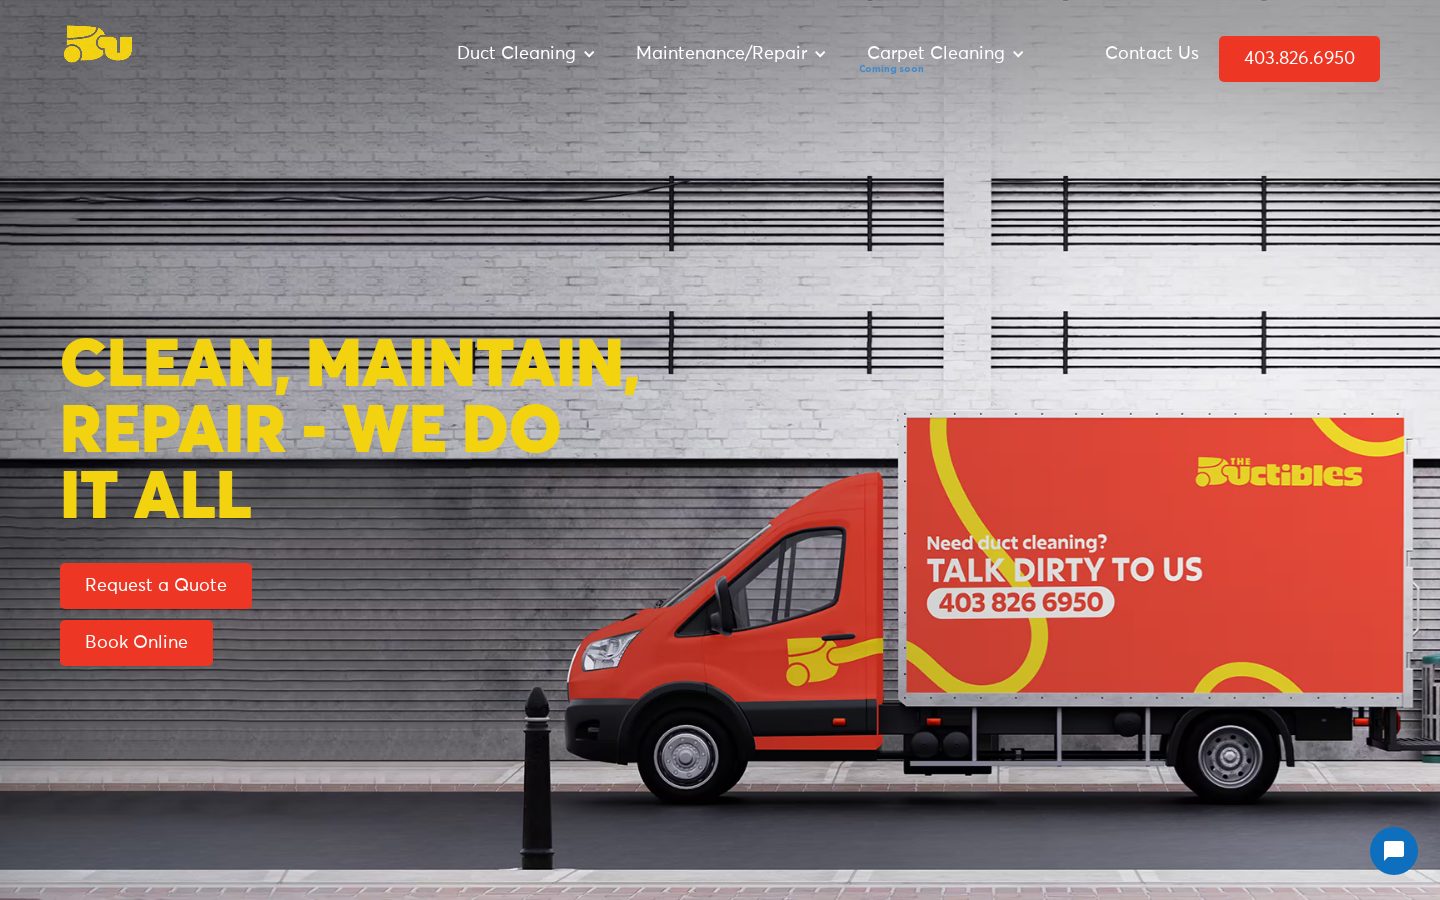 Duct Cleaning
Maintenance/Repair
Carpet Cleaning
Coming soon
Contact Us
403.826.6950
CLEAN, MAINTAIN,
REPAIR - WE DO
IT ALL
Request a Quote
Book Online
THE
Ductibles
Need duct cleaning?
TALK DIRTY TO US
403 826 6950